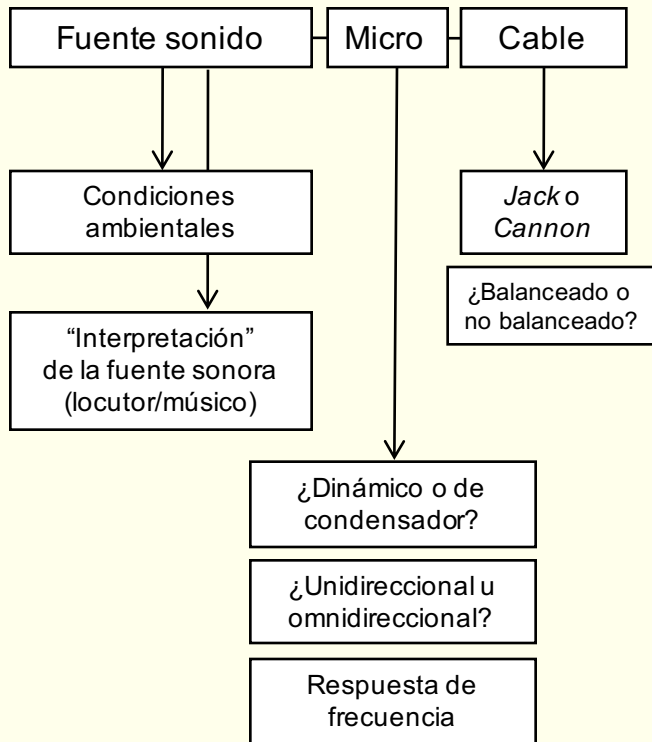 Fuente sonido
Micro
Cable
Condiciones
ambientales
“Interpretación”
de la fuente sonora
(locutor/músico)
¿Dinámico o de
condensador?
¿Unidireccional u
omnidireccional?
Respuesta de
frecuencia
Jack o
Cannon
¿Balanceado o
no balanceado?